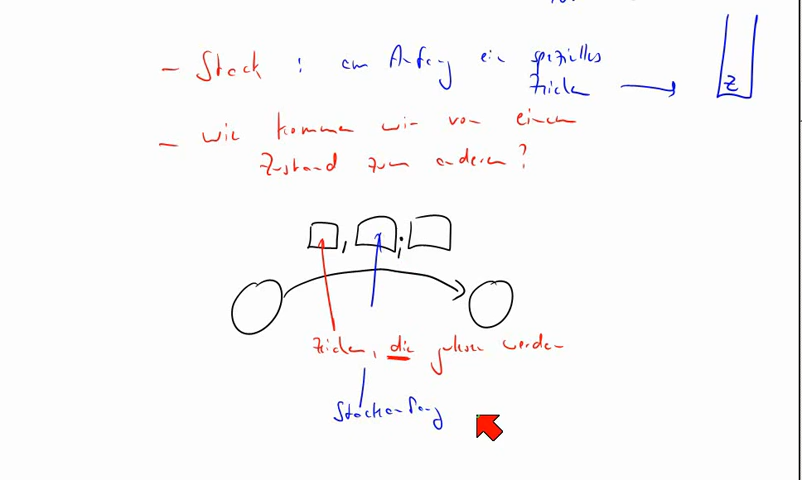 - Stack : am Anfang ein spezielles
Zeichen → Z
- wie kommen wir von einem
Zustand zum anderen?
, ;
Zeichen, die gelesen werden
Stackanfang